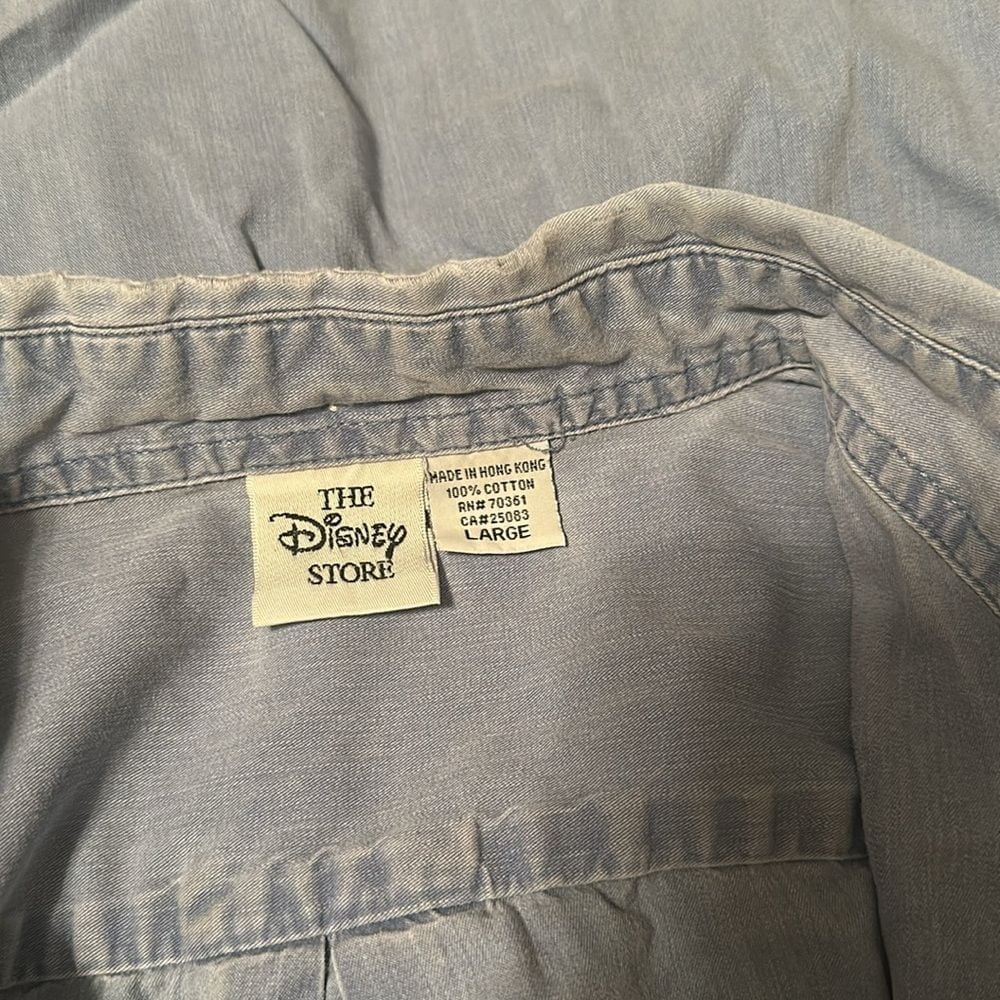 THE
Disney
STORE
MADE IN HONG KONG
100% COTTON
RN# 70361
CA#25083
LARGE